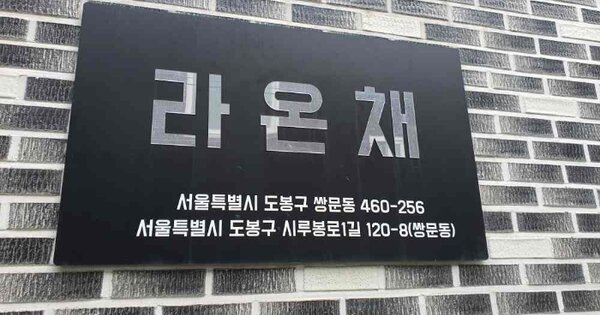 라온채
서울특별시 도봉구 쌍문동 460-256
서울특별시 도봉구 시루봉로1길 120-8(쌍문동)